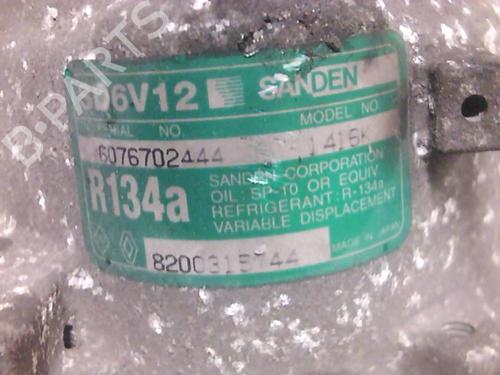 B-PARTS
SD6V12 SANDEN
SERIAL NO. MODEL NO.
6076702444 1416K
R134a
SANDEN CORPORATION
OIL : SP-10 OR EQUIV
REFRIGERANT : R-134a
VARIABLE DISPLACEMENT
8200315744
MADE IN JAPAN